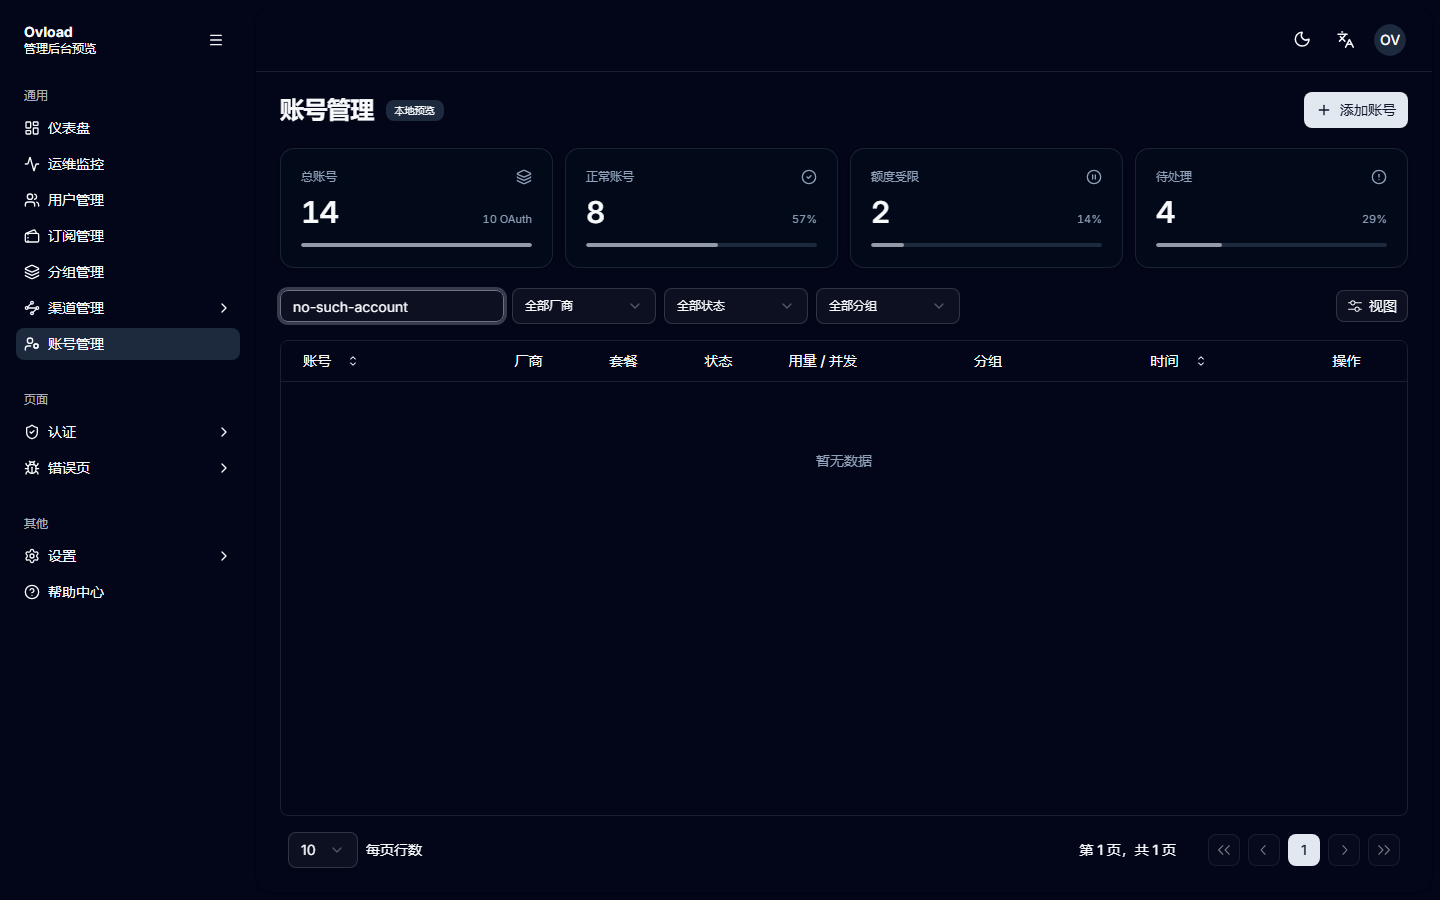 Ovload
管理后台预览
OV
通用
仪表盘
运维监控
用户管理
订阅管理
分组管理
渠道管理
账号管理
页面
认证
错误页
其他
设置
帮助中心
账号管理
本地预览
添加账号
总账号
14
10 OAuth
正常账号
8
57%
额度受限
2
14%
待处理
4
29%
no-such-account
全部厂商
全部状态
全部分组
视图
账号 厂商 套餐 状态 用量 / 并发 分组 时间 操作
暂无数据
10
每页行数
第 1 页，共 1 页
1